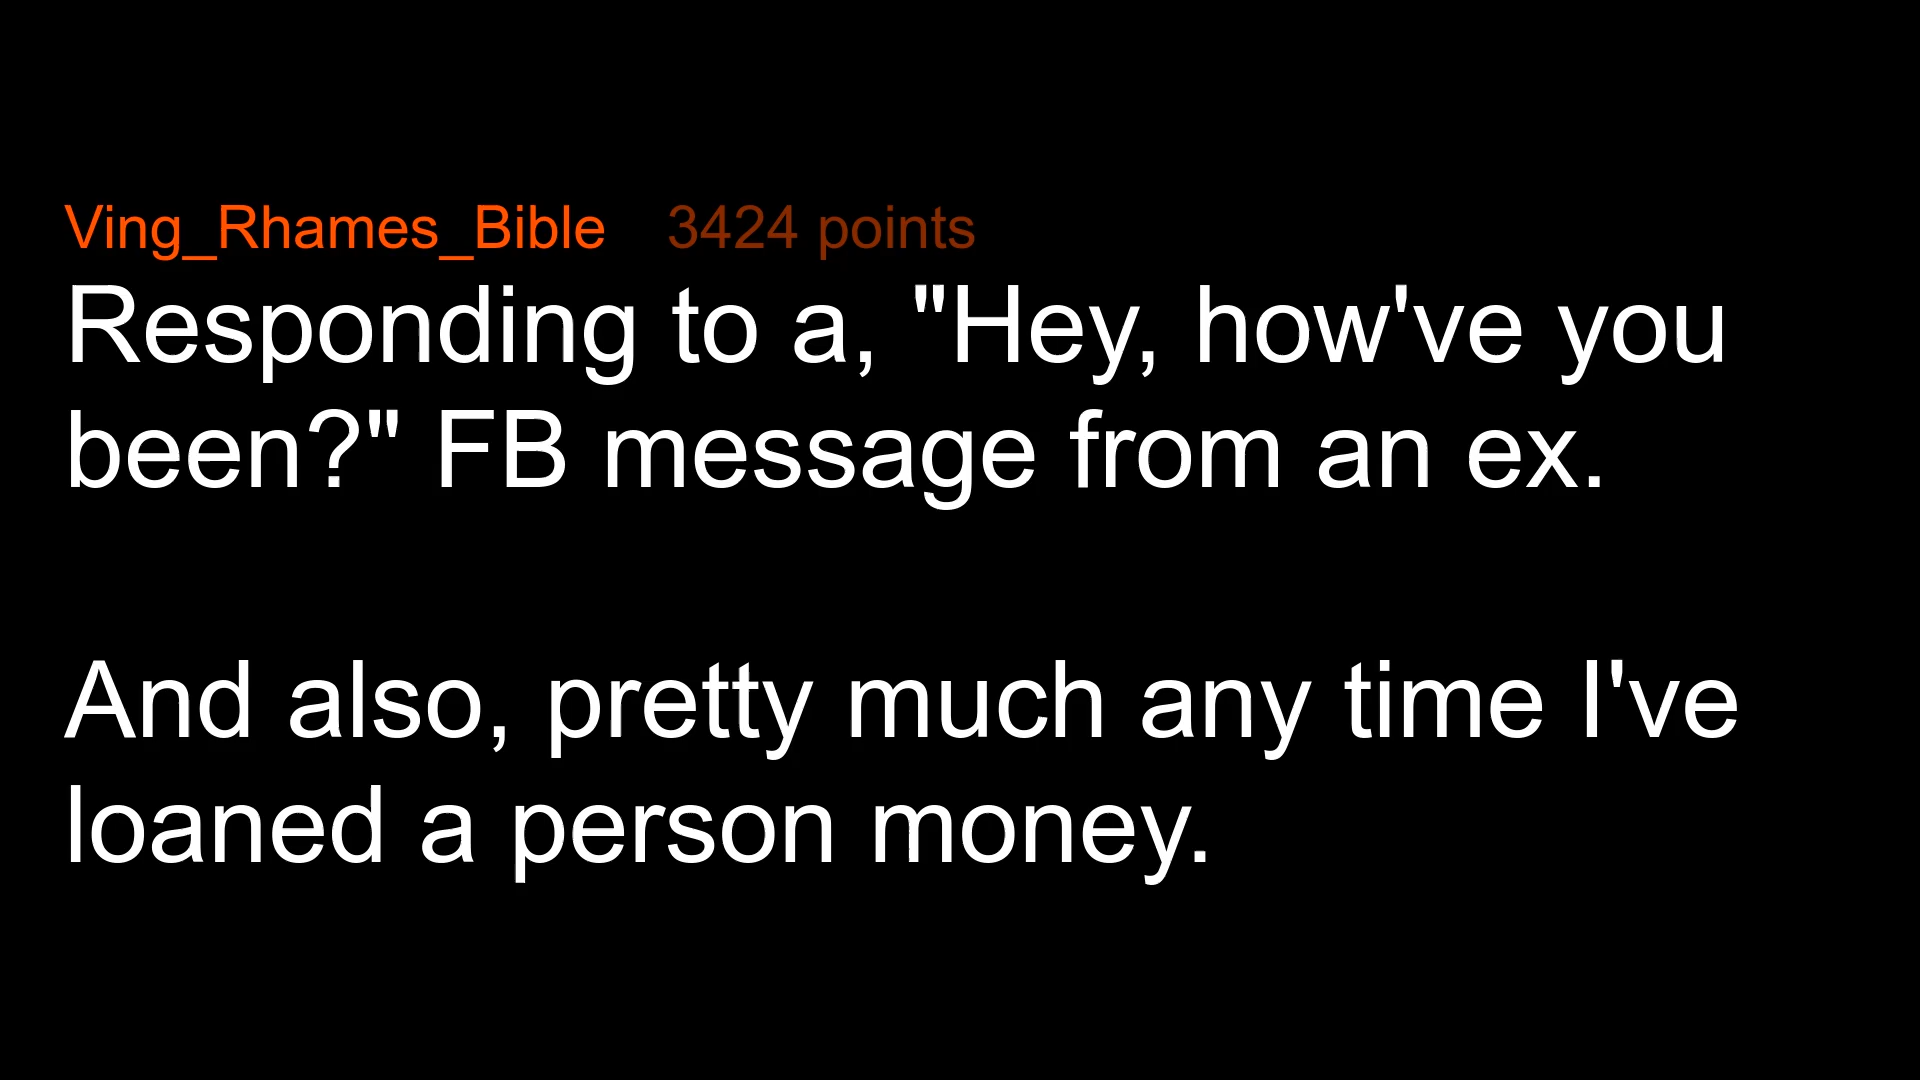 Ving_Rhames_Bible 3424 points
Responding to a, "Hey, how've you
been?" FB message from an ex.
And also, pretty much any time I've
loaned a person money.